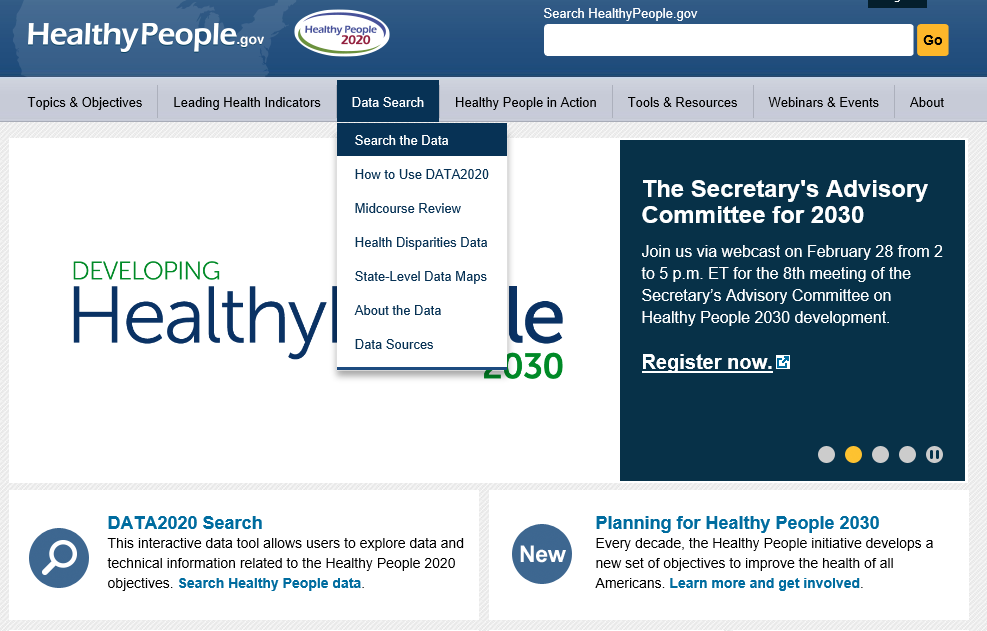 Search HealthyPeople.gov
HealthyPeople.gov
Healthy People
2020
Go
Topics & Objectives
Leading Health Indicators
Data Search
Healthy People in Action
Tools & Resources
Webinars & Events
About
Search the Data
How to Use DATA2020
Midcourse Review
Health Disparities Data
State-Level Data Maps
About the Data
Data Sources
DEVELOPING
2030
The Secretary's Advisory
Committee for 2030
Join us via webcast on February 28 from 2
to 5 p.m. ET for the 8th meeting of the
Secretary’s Advisory Committee on
Healthy People 2030 development.
Register now.
DATA2020 Search
This interactive data tool allows users to explore data and
technical information related to the Healthy People 2020
objectives. Search Healthy People data.
New
Planning for Healthy People 2030
Every decade, the Healthy People initiative develops a
new set of objectives to improve the health of all
Americans. Learn more and get involved.